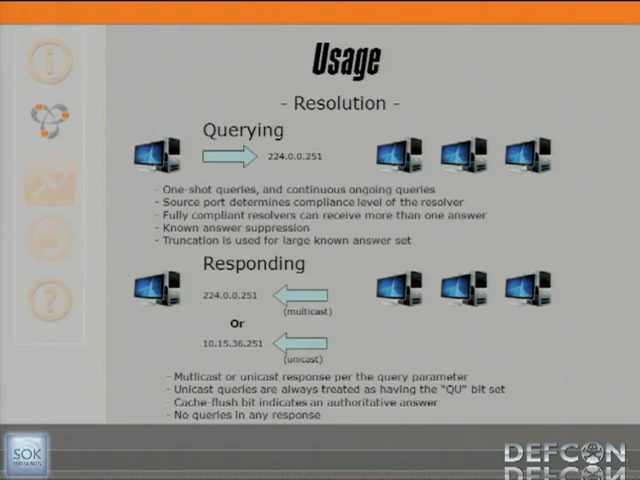 Usage
- Resolution -
Querying
224.0.0.251
- One-shot queries, and continuous ongoing queries
- Source port determines compliance level of the resolver
- Fully compliant resolvers can receive more than one answer
- Known answer suppression
- Truncation is used for large known answer set
Responding
224.0.0.251
(multicast)
Or
10.15.36.251
(unicast)
- Mutlicast or unicast response per the query parameter
- Unicast queries are always treated as having the "QU" bit set
- Cache-flush bit indicates an authoritative answer
- No queries in any response
SOK
PRESENTS
DEFCON